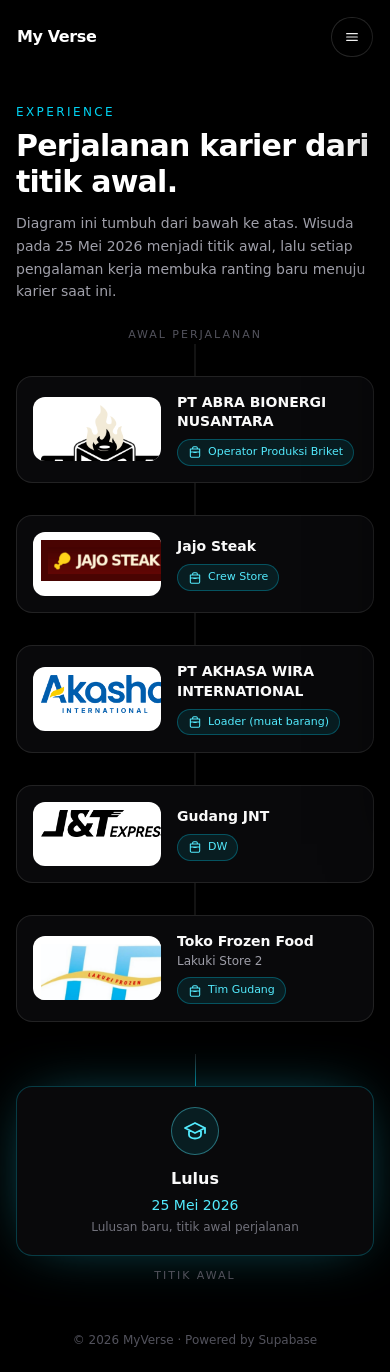 My Verse
EXPERIENCE
Perjalanan karier dari
titik awal.
Diagram ini tumbuh dari bawah ke atas. Wisuda
pada 25 Mei 2026 menjadi titik awal, lalu setiap
pengalaman kerja membuka ranting baru menuju
karier saat ini.
AWAL PERJALANAN
PT ABRA BIONERGI
NUSANTARA
Operator Produksi Briket
JAJO STEAK
Jajo Steak
Crew Store
Akasha
INTERNATIONAL
PT AKHASA WIRA
INTERNATIONAL
Loader (muat barang)
J&T EXPRES
Gudang JNT
DW
LAKUKI FROZEN
Toko Frozen Food
Lakuki Store 2
Tim Gudang
Lulus
25 Mei 2026
Lulusan baru, titik awal perjalanan
TITIK AWAL
© 2026 MyVerse · Powered by Supabase